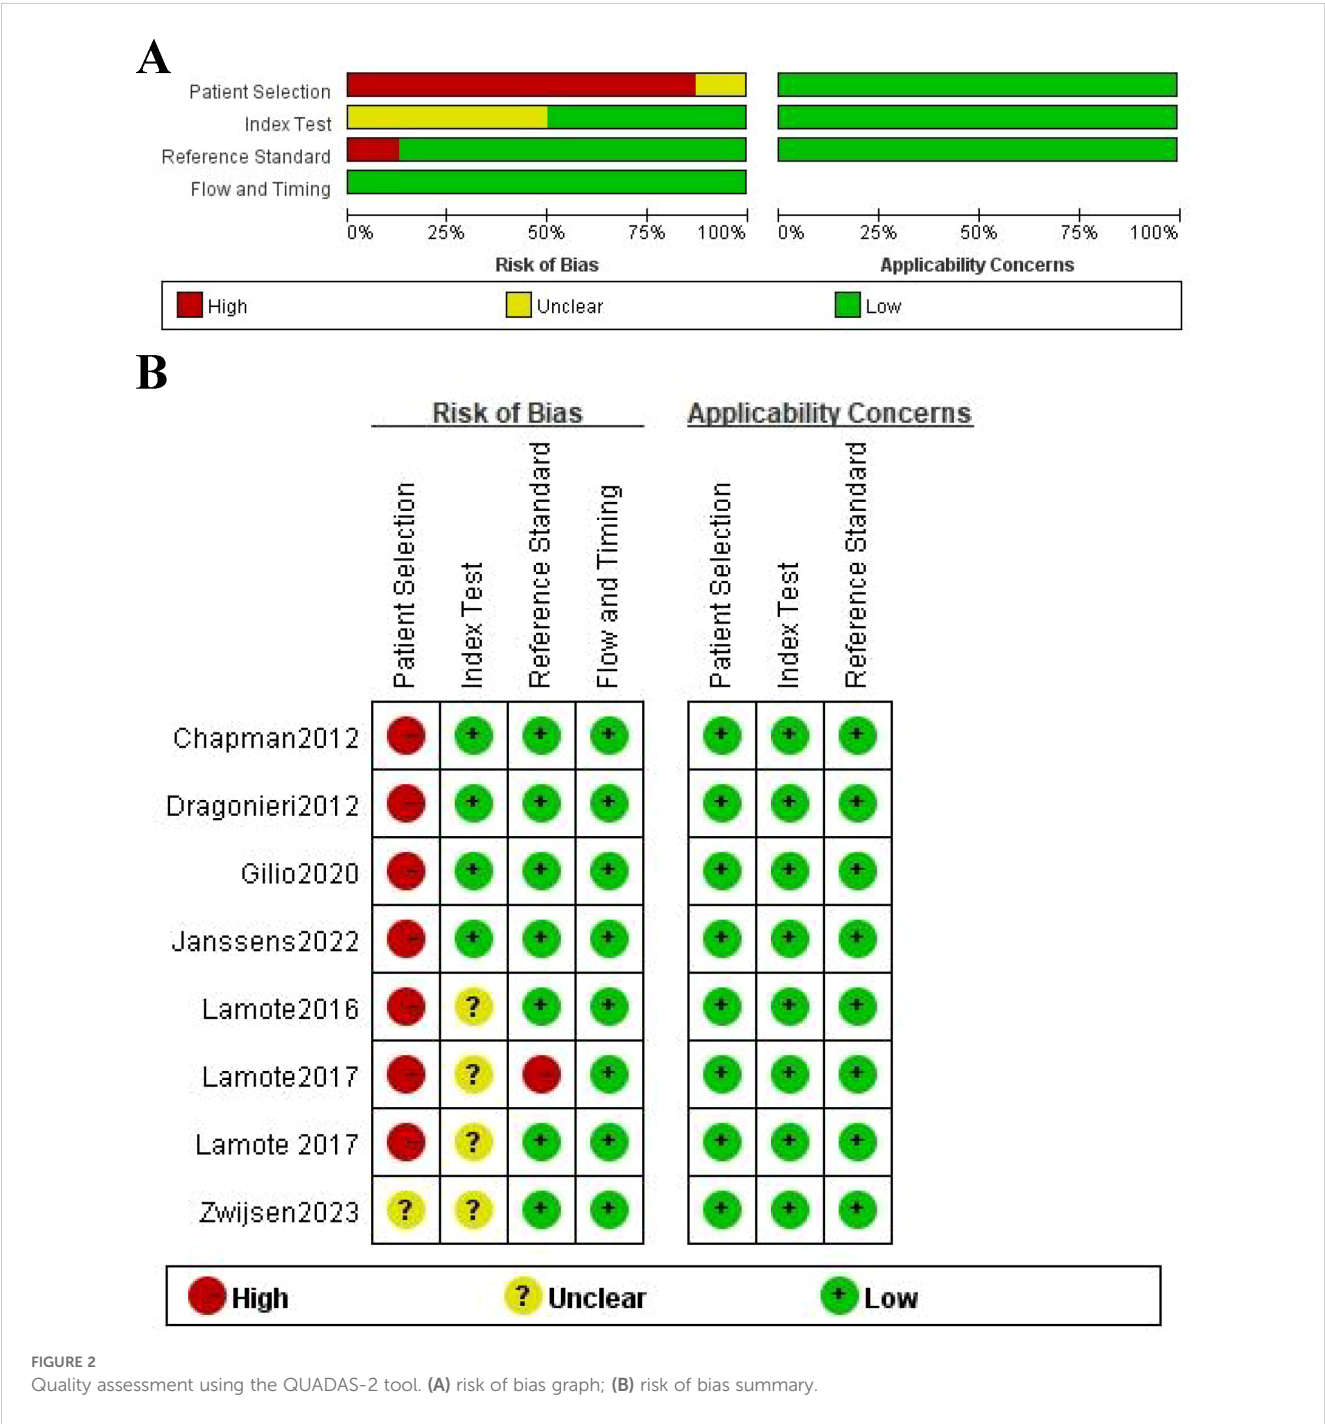 A
Patient Selection
Index Test
Reference Standard
Flow and Timing
0% 25% 50% 75% 100% 0% 25% 50% 75% 100%
Risk of Bias Applicability Concerns
High Unclear Low
B
Risk of Bias Applicability Concerns
Patient Selection
Index Test
Reference Standard
Flow and Timing
Patient Selection
Index Test
Reference Standard
Chapman2012 - + + + + + +
Dragonieri2012 - + + + + + +
Gilio2020 - + + + + + +
Janssens2022 - + + + + + +
Lamote2016 - ? + + + + +
Lamote2017 - ? - + + + +
Lamote 2017 - ? + + + + +
Zwijsen2023 ? ? + + + + +
- High ? Unclear + Low
FIGURE 2
Quality assessment using the QUADAS-2 tool. (A) risk of bias graph; (B) risk of bias summary.